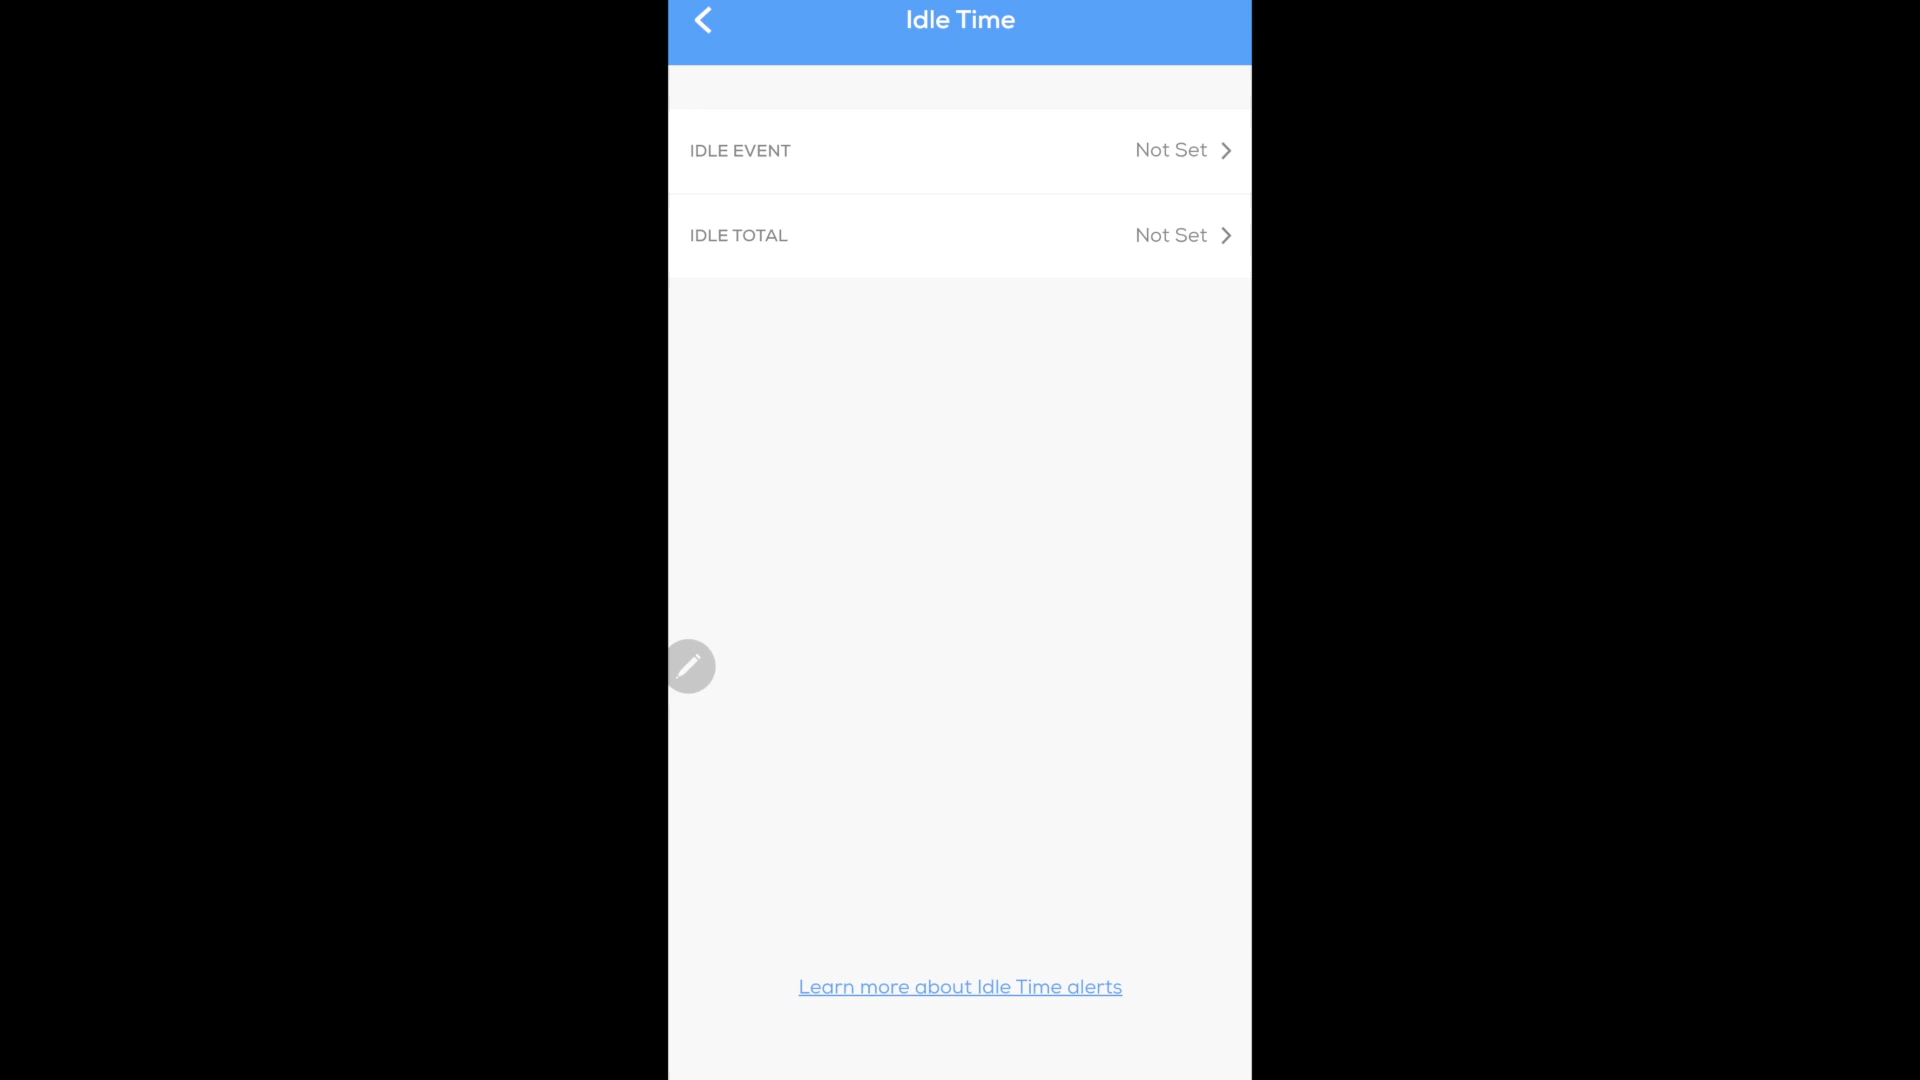 Idle Time
IDLE EVENT Not Set
IDLE TOTAL Not Set
Learn more about Idle Time alerts